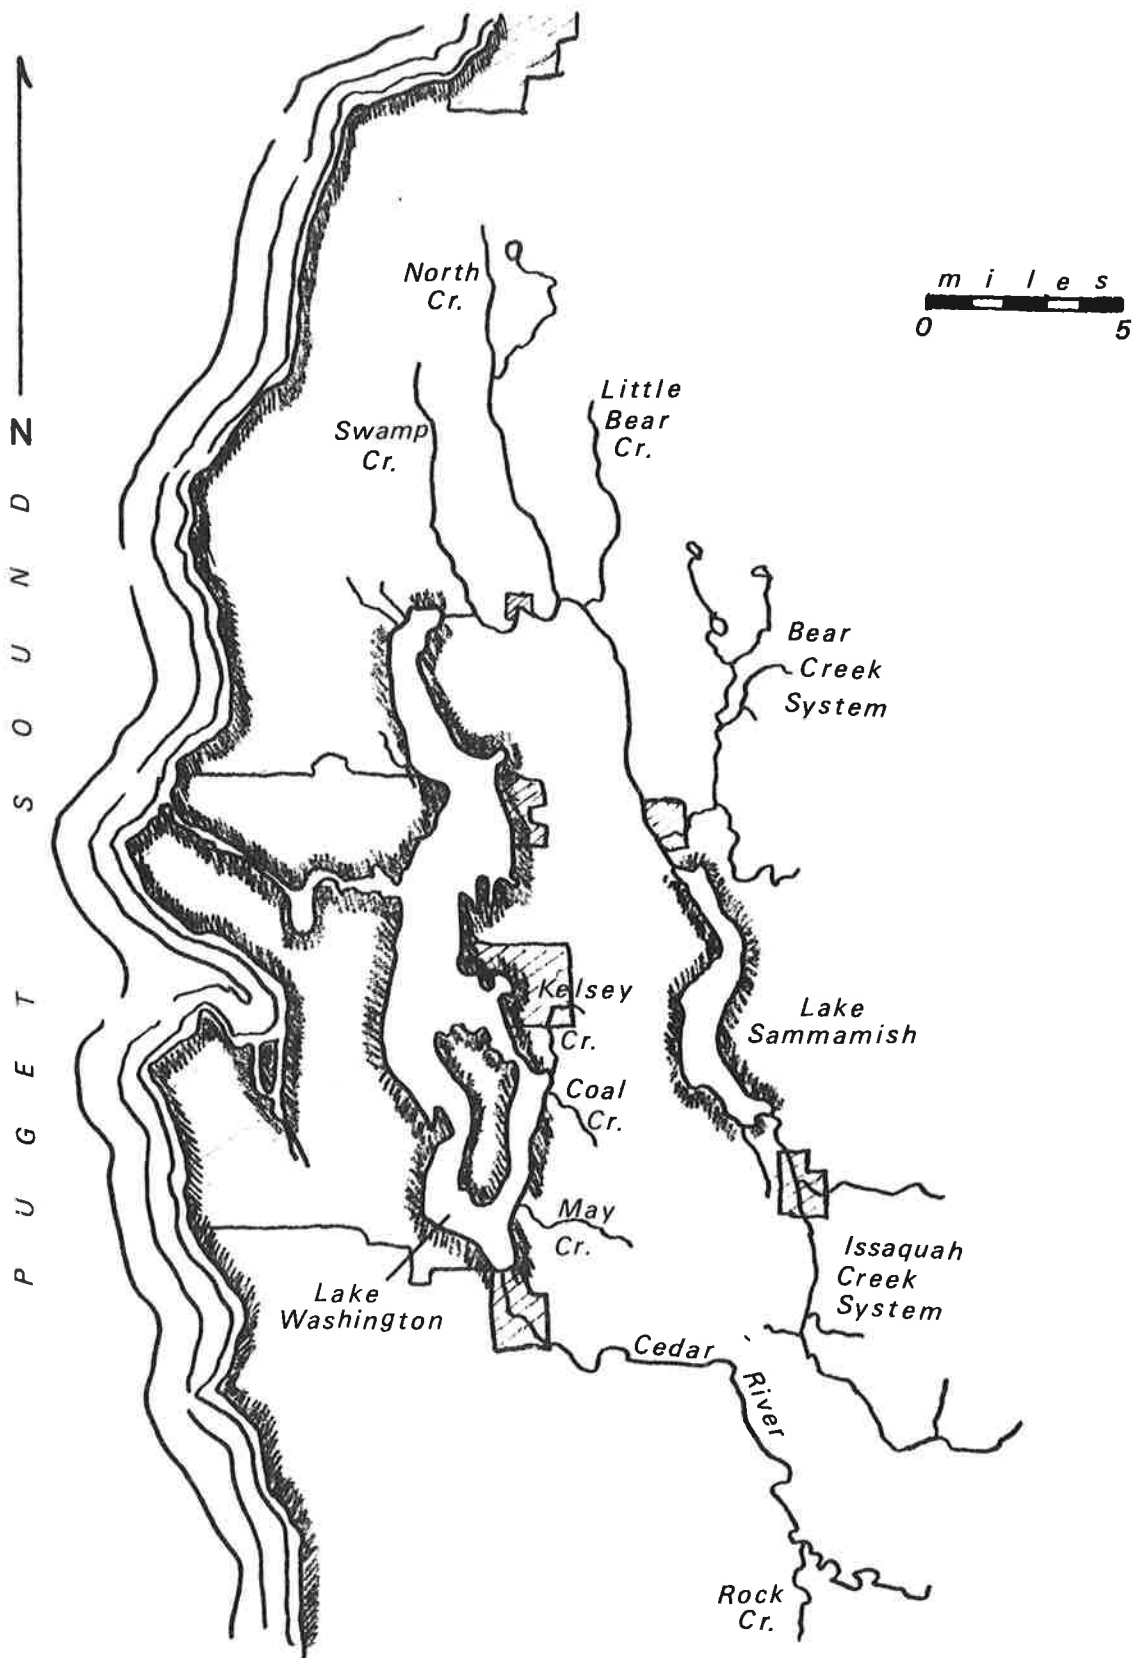 North
Cr.
miles
0 5
Little
Bear
Cr.
Swamp
Cr.
N
PUGET SOUND
Bear
Creek
System
Kelsey
Cr.
Lake
Sammamish
Coal
Cr.
May
Cr.
Issaquah
Creek
System
Lake
Washington
Cedar
River
Rock
Cr.